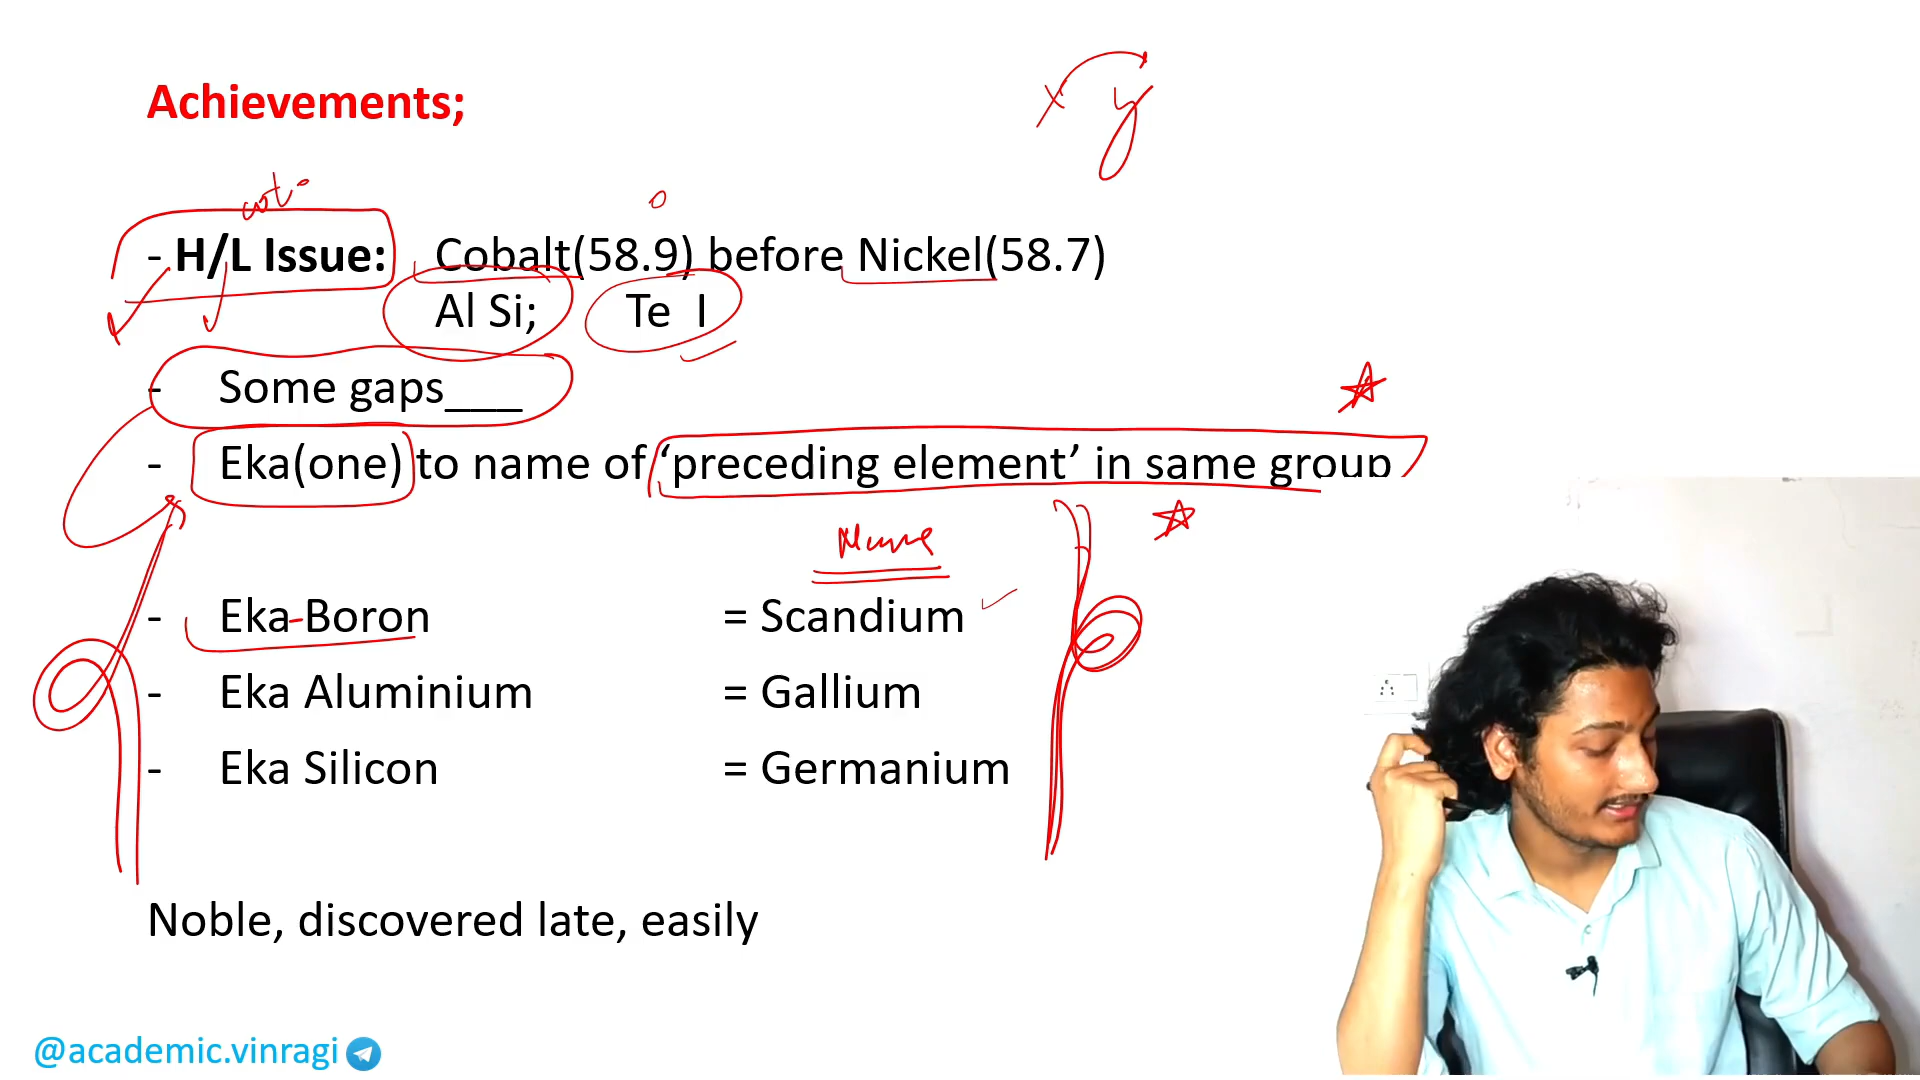 x y
Achievements;
wt.
- H/L Issue: Cobalt(58.9) before Nickel(58.7)
Al Si; Te I
- Some gaps___
- Eka(one) to name of ‘preceding element’ in same group
Name
- Eka-Boron = Scandium
- Eka Aluminium = Gallium
- Eka Silicon = Germanium
Noble, discovered late, easily
@academic.vinragi